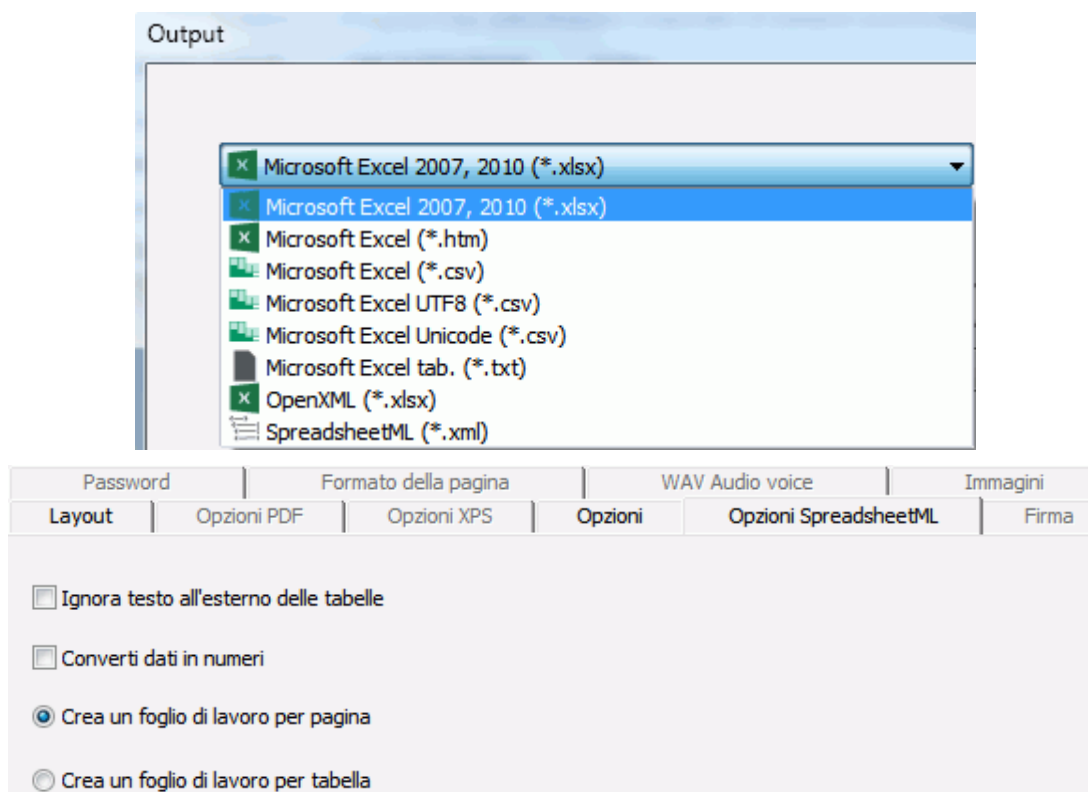 Output
Microsoft Excel 2007, 2010 (*.xlsx)
Microsoft Excel 2007, 2010 (*.xlsx)
Microsoft Excel (*.htm)
Microsoft Excel (*.csv)
Microsoft Excel UTF8 (*.csv)
Microsoft Excel Unicode (*.csv)
Microsoft Excel tab. (*.txt)
OpenXML (*.xlsx)
SpreadsheetML (*.xml)
Password Formato della pagina WAV Audio voice Immagini
Layout Opzioni PDF Opzioni XPS Opzioni Opzioni SpreadsheetML Firma
Ignora testo all'esterno delle tabelle
Converti dati in numeri
Crea un foglio di lavoro per pagina
Crea un foglio di lavoro per tabella